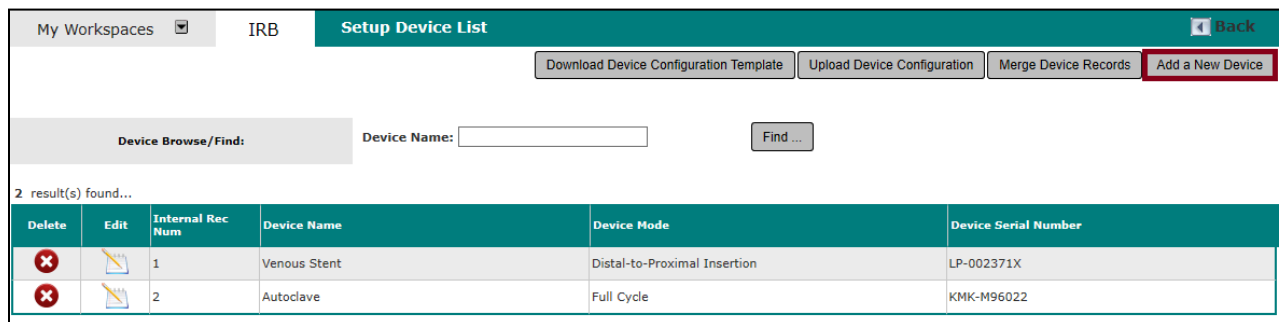 My Workspaces IRB Setup Device List Back
Download Device Configuration Template Upload Device Configuration Merge Device Records Add a New Device
Device Browse/Find: Device Name: Find ...
2 result(s) found...
Delete Edit Internal Rec Num Device Name Device Mode Device Serial Number
1 Venous Stent Distal-to-Proximal Insertion LP-002371X
2 Autoclave Full Cycle KMK-M96022